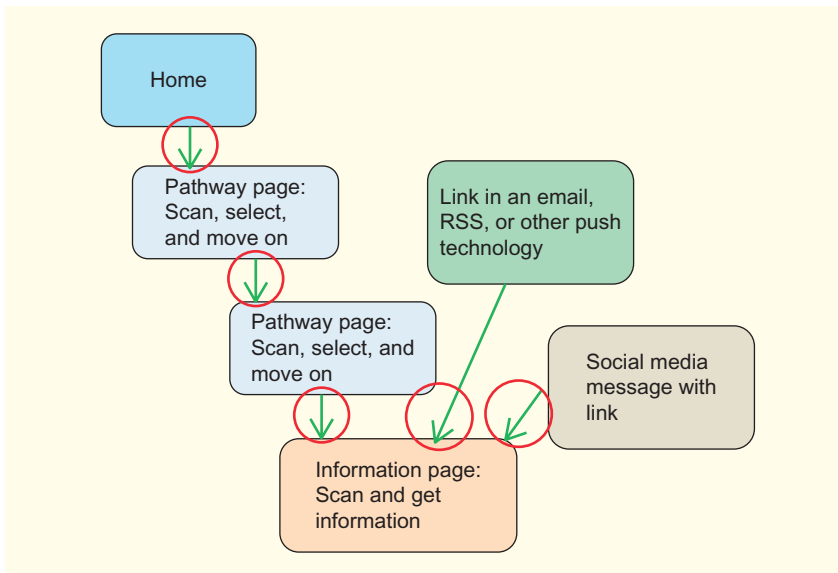 Home
Pathway page:
Scan, select,
and move on
Link in an email,
RSS, or other push
technology
Pathway page:
Scan, select, and
move on
Social media
message with
link
Information page:
Scan and get
information